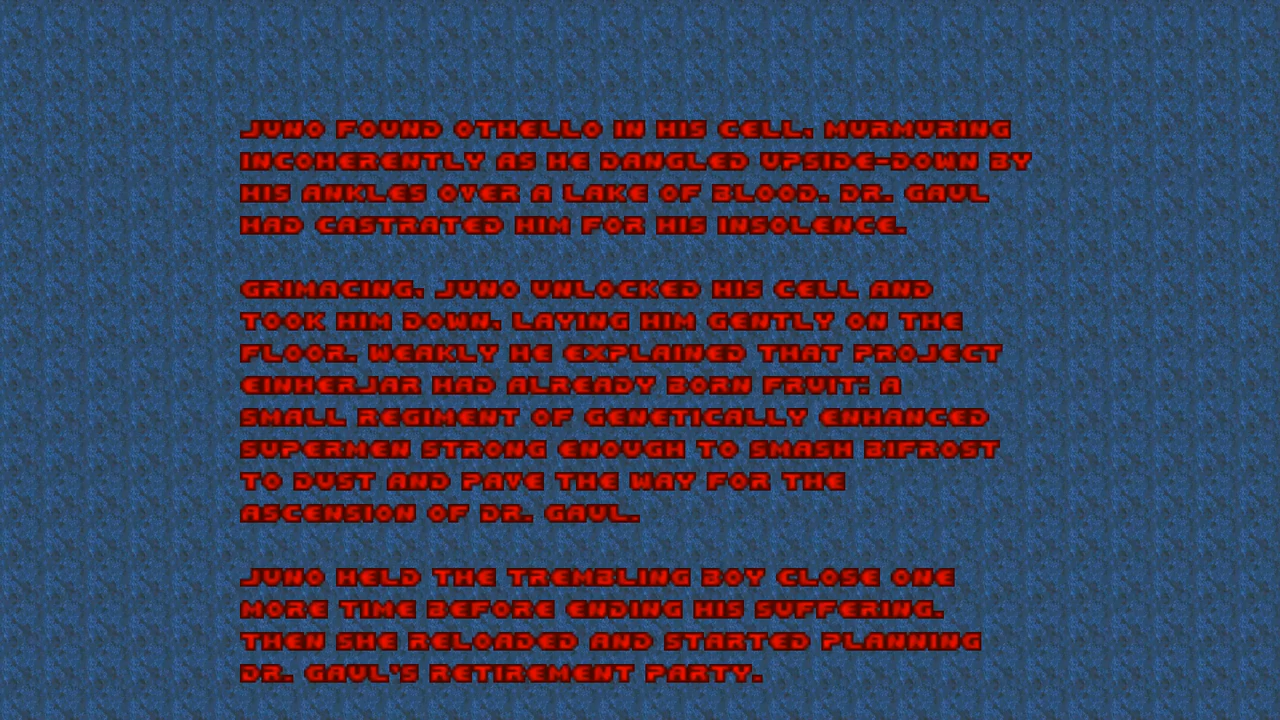 JUNO FOUND OTHELLO IN HIS CELL, MURMURING
INCOHERENTLY AS HE DANGLED UPSIDE-DOWN BY
HIS ANKLES OVER A LAKE OF BLOOD. DR. GAUL
HAD CASTRATED HIM FOR HIS INSOLENCE.

GRIMACING, JUNO UNLOCKED HIS CELL AND
TOOK HIM DOWN, LAYING HIM GENTLY ON THE
FLOOR. WEAKLY HE EXPLAINED THAT PROJECT
EINHERJAR HAD ALREADY BORN FRUIT: A
SMALL REGIMENT OF GENETICALLY ENHANCED
SUPERMEN STRONG ENOUGH TO SMASH BIFROST
TO DUST AND PAVE THE WAY FOR THE
ASCENSION OF DR. GAUL.

JUNO HELD THE TREMBLING BOY CLOSE ONE
MORE TIME BEFORE ENDING HIS SUFFERING.
THEN SHE RELOADED AND STARTED PLANNING
DR. GAUL'S RETIREMENT PARTY.